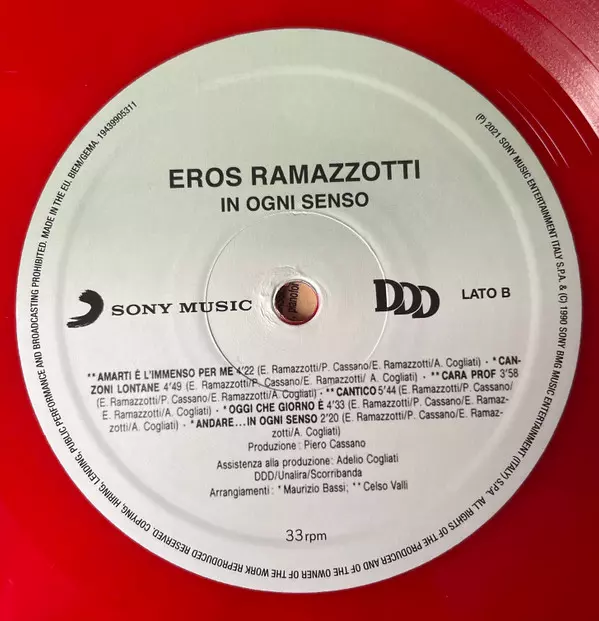 EROS RAMAZZOTTI
IN OGNI SENSO
SONY MUSIC
DDD
LATO B
**AMARTI È L'IMMENSO PER ME 4'22 (E. Ramazzotti/P. Cassano/E. Ramazzotti/A. Cogliati) · *CAN-
ZONI LONTANE 4'49 (E. Ramazzotti/P. Cassano/E. Ramazzotti/ A. Cogliati) · **CARA PROF 3'58
(E. Ramazzotti/P. Cassano/E. Ramazzotti/A. Cogliati) · **CANTICO 5'44 (E. Ramazzotti/P. Cassano/
E. Ramazzotti/A. Cogliati) · *OGGI CHE GIORNO È 4'33 (E. Ramazzotti/P. Cassano/E. Ramaz-
zotti/A. Cogliati) · *ANDARE...IN OGNI SENSO 2'20 (E. Ramazzotti/P. Cassano/E. Ramaz-
zotti/A. Cogliati)
Produzione: Piero Cassano
Assistenza alla produzione: Adelio Cogliati
DDD/Unalira/Scorribanda
Arrangiamenti: *Maurizio Bassi; **Celso Valli
33rpm
(P) 2021 SONY MUSIC ENTERTAINMENT ITALY S.P.A. & (C) 1990 SONY BMG MUSIC ENTERTAINMENT (ITALY) S.P.A. ALL RIGHTS OF THE PRODUCER AND OF THE OWNER OF THE WORK REPRODUCED RESERVED. COPYING, HIRING, LENDING, PUBLIC PERFORMANCE AND BROADCASTING PROHIBITED. MADE IN THE EU. BIEM/GEMA. 19439905311